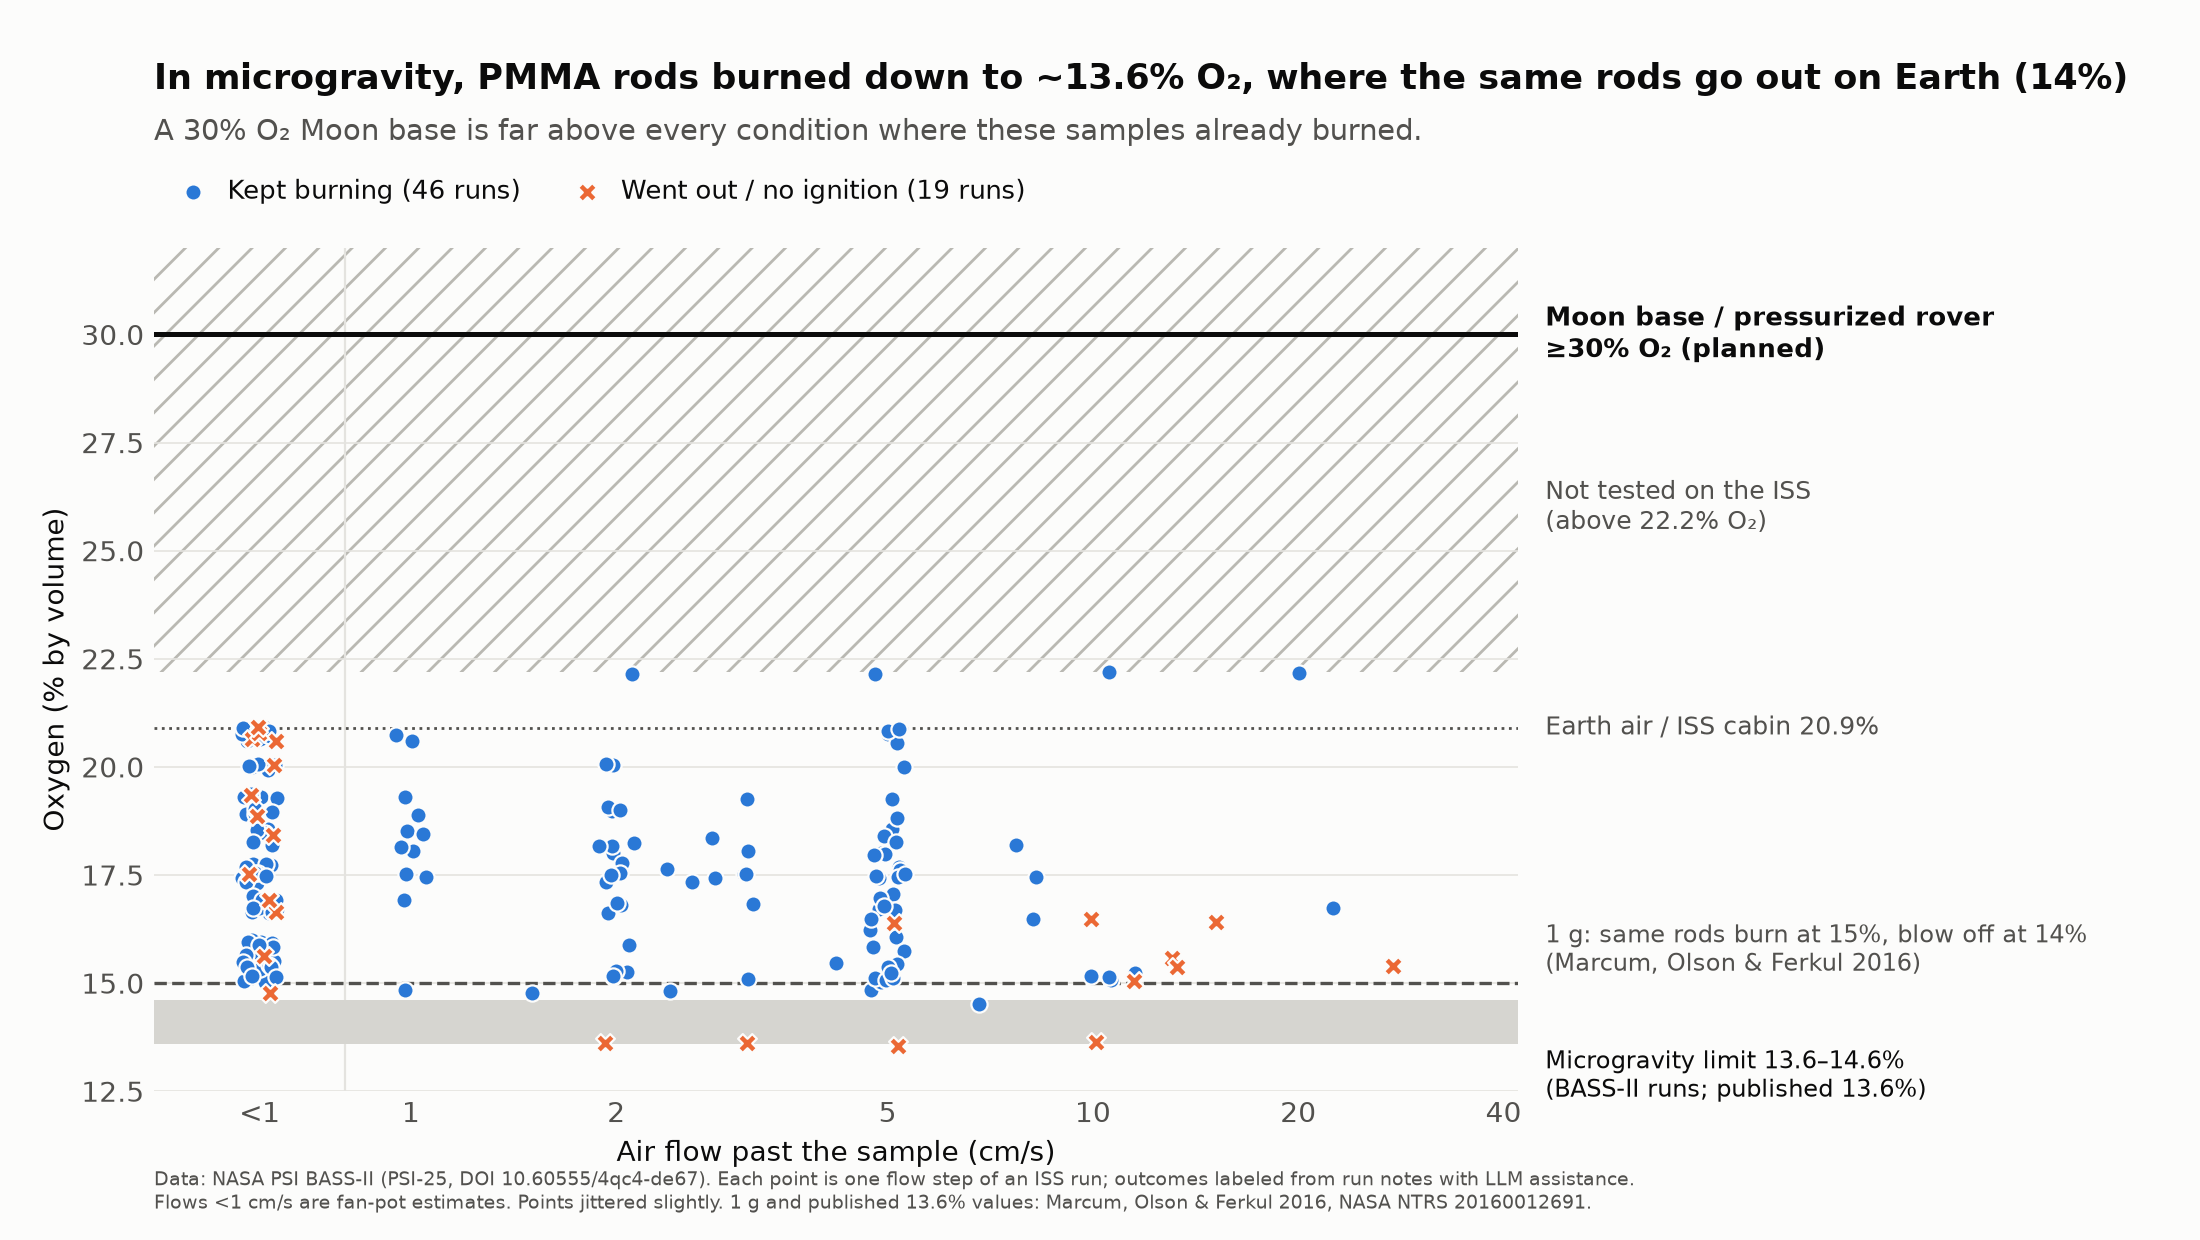 In microgravity, PMMA rods burned down to ~13.6% O₂, where the same rods go out on Earth (14%)
A 30% O₂ Moon base is far above every condition where these samples already burned.
Kept burning (46 runs)
Went out / no ignition (19 runs)
Oxygen (% by volume)
30.0
27.5
25.0
22.5
20.0
17.5
15.0
12.5
Moon base / pressurized rover
≥30% O₂ (planned)
Not tested on the ISS
(above 22.2% O₂)
Earth air / ISS cabin 20.9%
1 g: same rods burn at 15%, blow off at 14%
(Marcum, Olson & Ferkul 2016)
Microgravity limit 13.6–14.6%
(BASS-II runs; published 13.6%)
<1 1 2 5 10 20 40
Air flow past the sample (cm/s)
Data: NASA PSI BASS-II (PSI-25, DOI 10.60555/4qc4-de67). Each point is one flow step of an ISS run; outcomes labeled from run notes with LLM assistance.
Flows <1 cm/s are fan-pot estimates. Points jittered slightly. 1 g and published 13.6% values: Marcum, Olson & Ferkul 2016, NASA NTRS 20160012691.